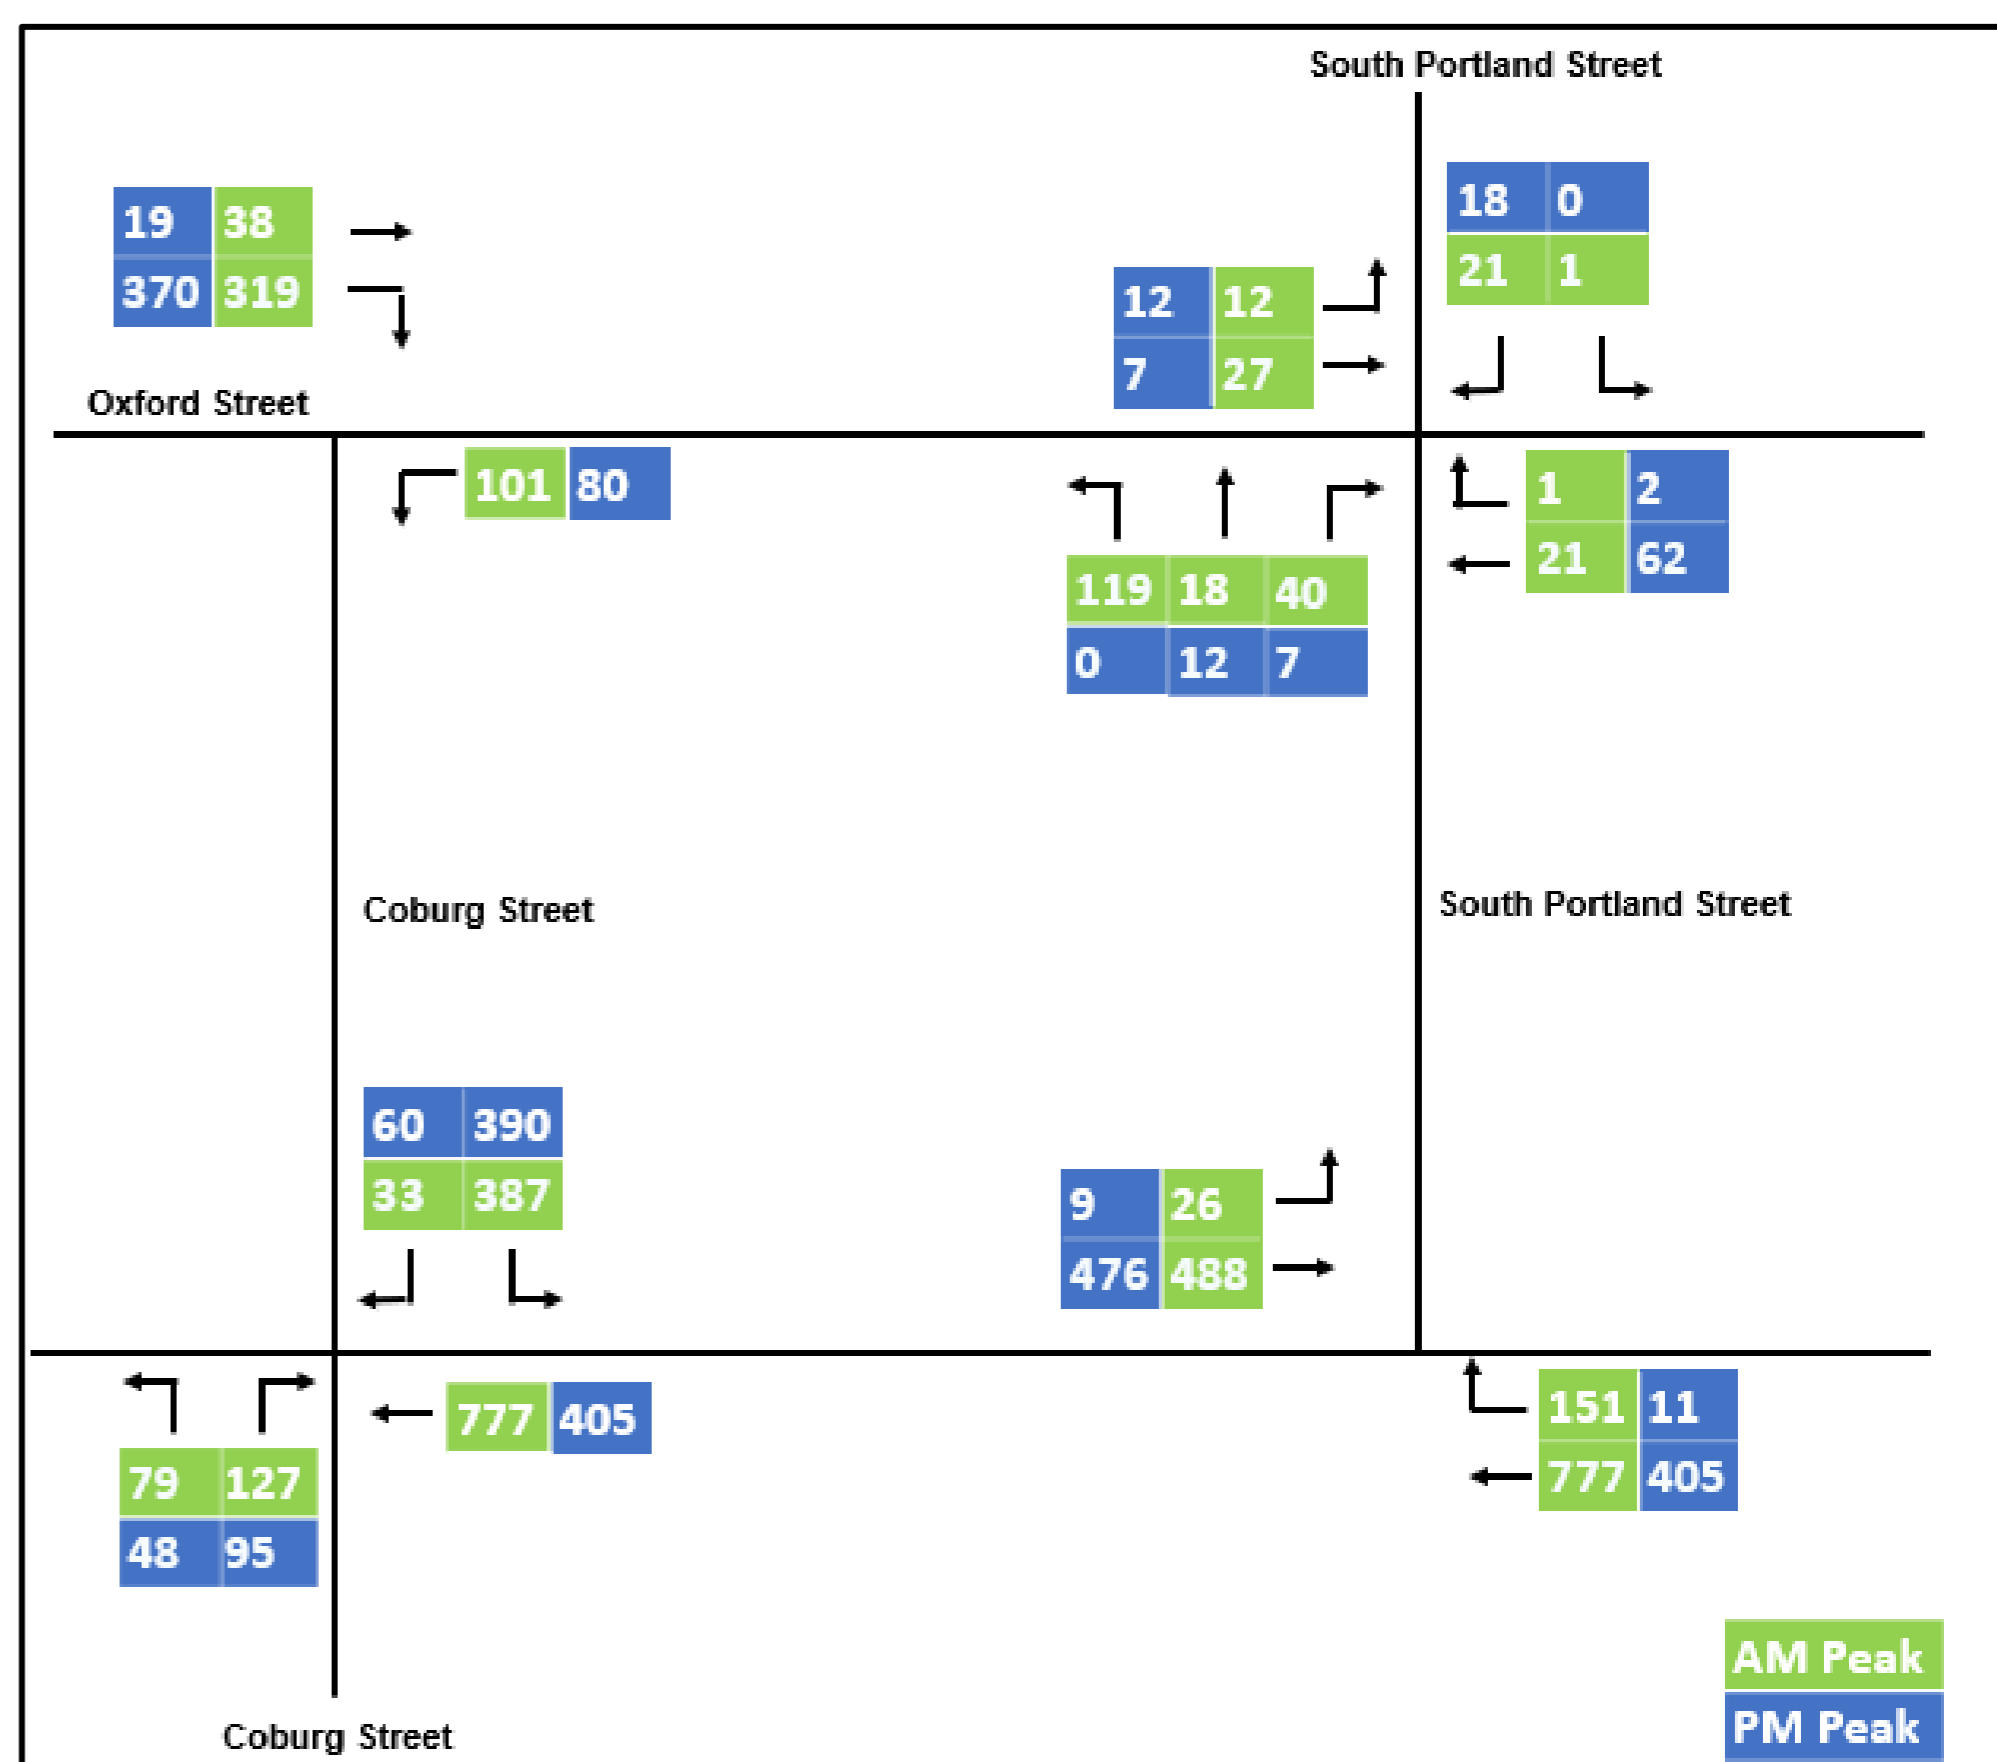 South Portland Street
18 0
21 1
19 38
370 319
12 12
7 27
Oxford Street
101 80
1 2
21 62
119 18 40
0 12 7
Coburg Street
South Portland Street
60 390
33 387
9 26
476 488
777 405
151 11
777 405
79 127
48 95
AM Peak
PM Peak
Coburg Street